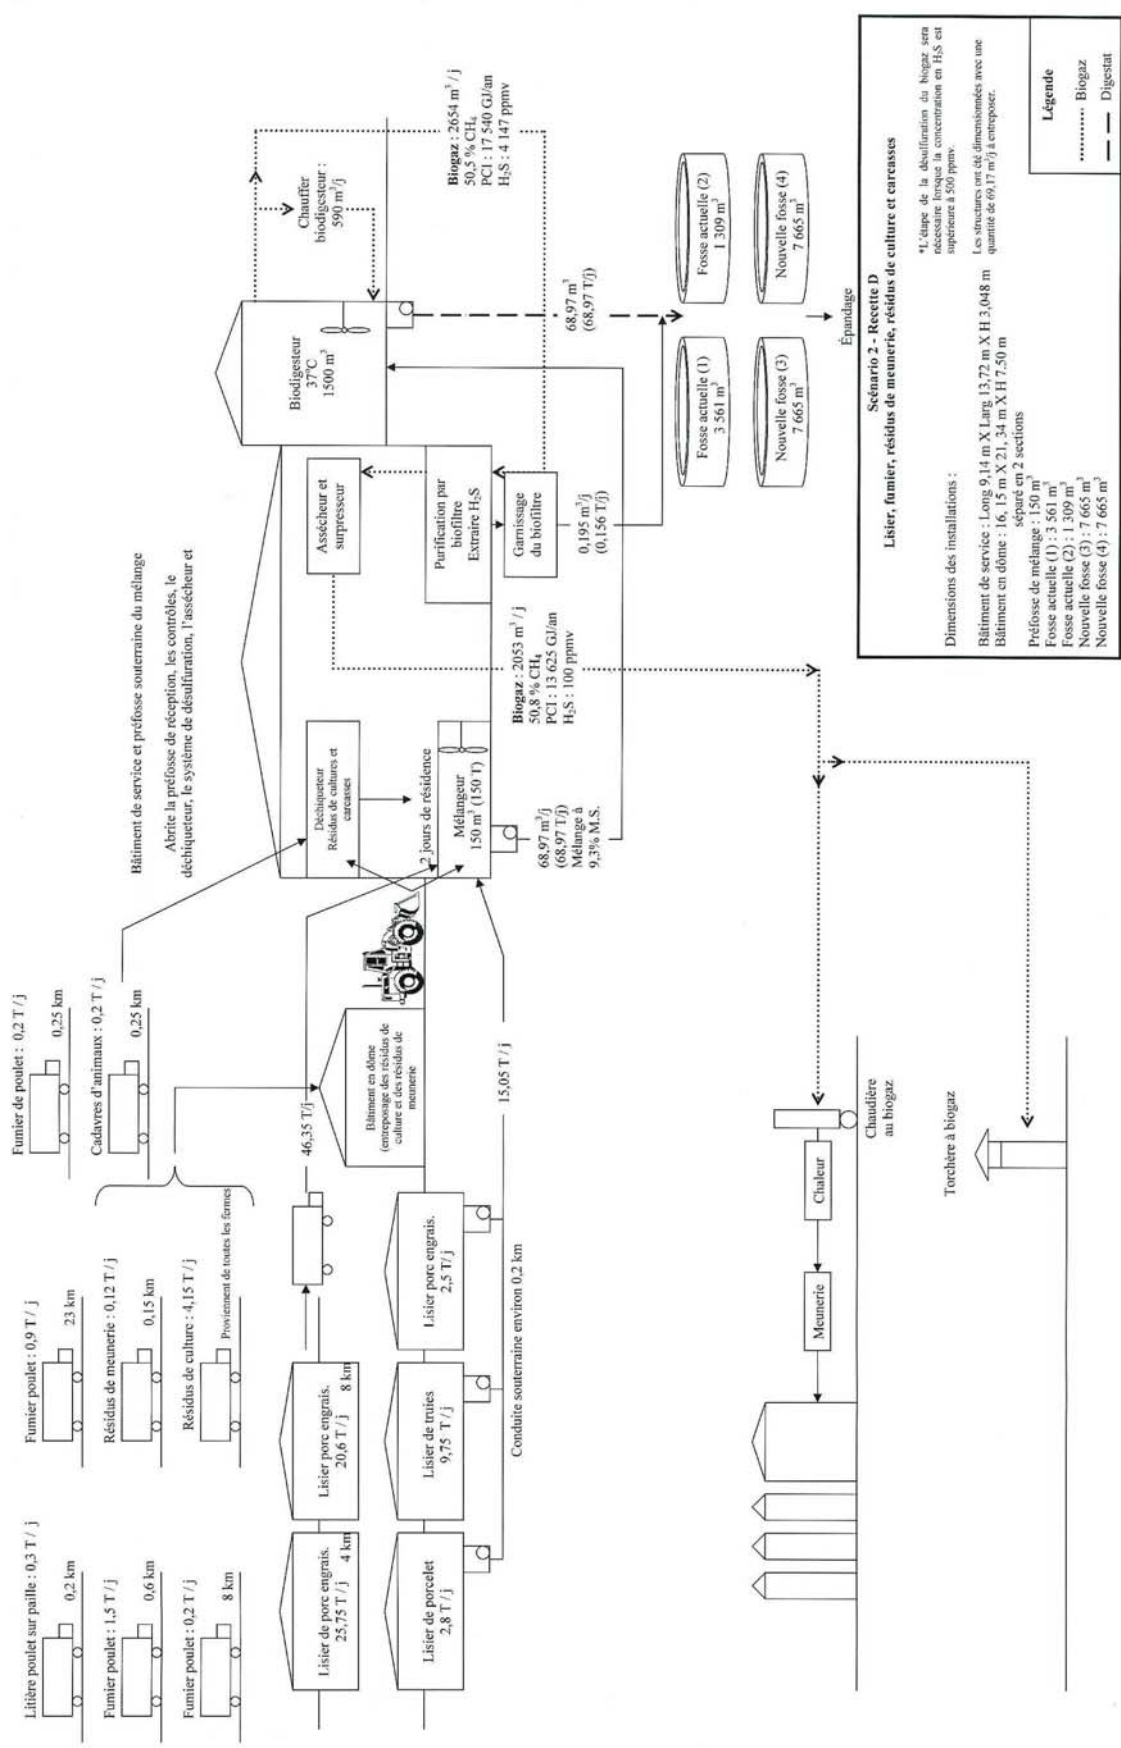 Litière poulet sur paille : 0,3 T / j
0,2 km
Fumier poulet : 1,5 T / j
0,6 km
Fumier poulet : 0,2 T / j
8 km
Fumier poulet : 0,9 T / j
23 km
Résidus de meunerie : 0,12 T / j
0,15 km
Résidus de culture : 4,15 T / j
Proviennent de toutes les fermes
Fumier de poulet : 0,2 T / j
0,25 km
Cadavres d'animaux : 0,2 T / j
0,25 km
Lisier de porc engrais.
25,75 T / j
4 km
Lisier porc engrais.
20,6 T / j
8 km
46,35 T/j
Lisier de porcelet
2,8 T / j
Lisier de truies
9,75 T / j
Lisier porc engrais.
2,5 T / j
Conduite souterraine environ 0,2 km
15,05 T / j
Bâtiment en dôme
(entreposage des résidus de
culture et des résidus de
meunerie
Bâtiment de service et préfosse souterraine du mélange
Abrite la préfosse de réception, les contrôles, le
déchiqueteur, le système de désulfuration, l'assécheur et
Déchiqueteur
Résidus de cultures et
carcasses
2 jours de résidence
Mélangeur
150 m³ (150 T)
68,97 m³/j
(68,97 T/j)
Mélange à
9,3% M.S.
Assécheur et
surpresseur
Purification par
biofiltre
Extraire H₂S
Garnissage
du biofiltre
0,195 m³/j
(0,156 T/j)
Biogaz : 2053 m³ / j
50,8 % CH₄
PCI : 13 625 GJ/an
H₂S : 100 ppmv
Biodigesteur
37°C
1500 m³
Chauffer
biodigesteur :
590 m³/j
Biogaz : 2654 m³ / j
50,5 % CH₄
PCI : 17 540 GJ/an
H₂S : 4 147 ppmv
68,97 m³
(68,97 T/j)
Fosse actuelle (1)
3 561 m³
Fosse actuelle (2)
1 309 m³
Nouvelle fosse (3)
7 665 m³
Nouvelle fosse (4)
7 665 m³
Épandage
Meunerie
Chaleur
Chaudière
au biogaz
Torchère à biogaz
Scénario 2 - Recette D
Lisier, fumier, résidus de meunerie, résidus de culture et carcasses
Dimensions des installations :
Bâtiment de service : Long 9,14 m X Larg 13,72 m X H 3,048 m
Bâtiment en dôme : 16, 15 m X 21, 34 m X H 7.50 m
séparé en 2 sections
Préfosse de mélange : 150 m³
Fosse actuelle (1) : 3 561 m³
Fosse actuelle (2) : 1 309 m³
Nouvelle fosse (3) : 7 665 m³
Nouvelle fosse (4) : 7 665 m³
*L'étape de la désulfuration du biogaz sera
nécessaire lorsque la concentration en H₂S est
supérieure à 500 ppmv.
Les structures ont été dimensionnées avec une
quantité de 69,17 m³/j à entreposer.
Légende
Biogaz
Digestat